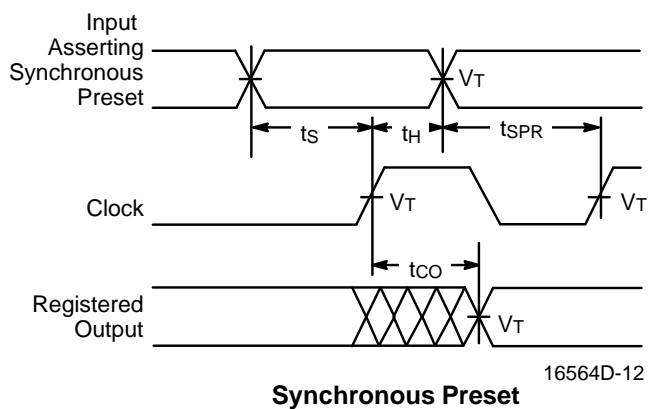 Input
Asserting
Synchronous
Preset
VT
tS
tH
tSPR
Clock
VT
VT
tCO
Registered
Output
VT
16564D-12
Synchronous Preset